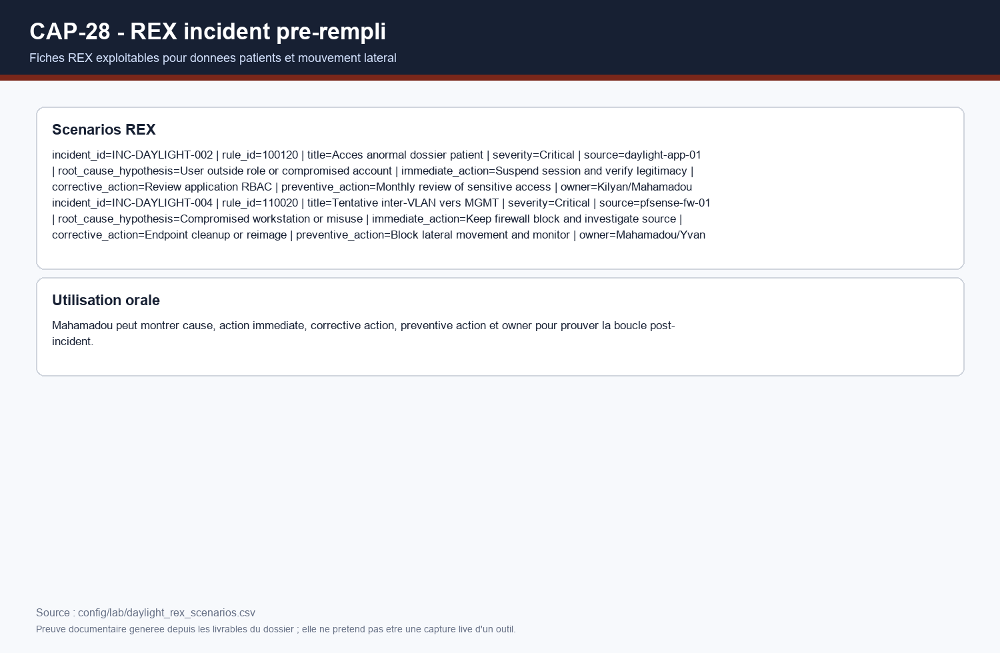 CAP-28 - REX incident pre-rempli
Fiches REX exploitables pour donnees patients et mouvement lateral
Scenarios REX
incident_id=INC-DAYLIGHT-002 | rule_id=100120 | title=Acces anormal dossier patient | severity=Critical | source=daylight-app-01
| root_cause_hypothesis=User outside role or compromised account | immediate_action=Suspend session and verify legitimacy |
corrective_action=Review application RBAC | preventive_action=Monthly review of sensitive access | owner=Kilyan/Mahamadou
incident_id=INC-DAYLIGHT-004 | rule_id=110020 | title=Tentative inter-VLAN vers MGMT | severity=Critical | source=pfsense-fw-01
| root_cause_hypothesis=Compromised workstation or misuse | immediate_action=Keep firewall block and investigate source |
corrective_action=Endpoint cleanup or reimage | preventive_action=Block lateral movement and monitor | owner=Mahamadou/Yvan
Utilisation orale
Mahamadou peut montrer cause, action immediate, corrective action, preventive action et owner pour prouver la boucle post-
incident.
Source : config/lab/daylight_rex_scenarios.csv
Preuve documentaire generee depuis les livrables du dossier ; elle ne pretend pas etre une capture live d'un outil.